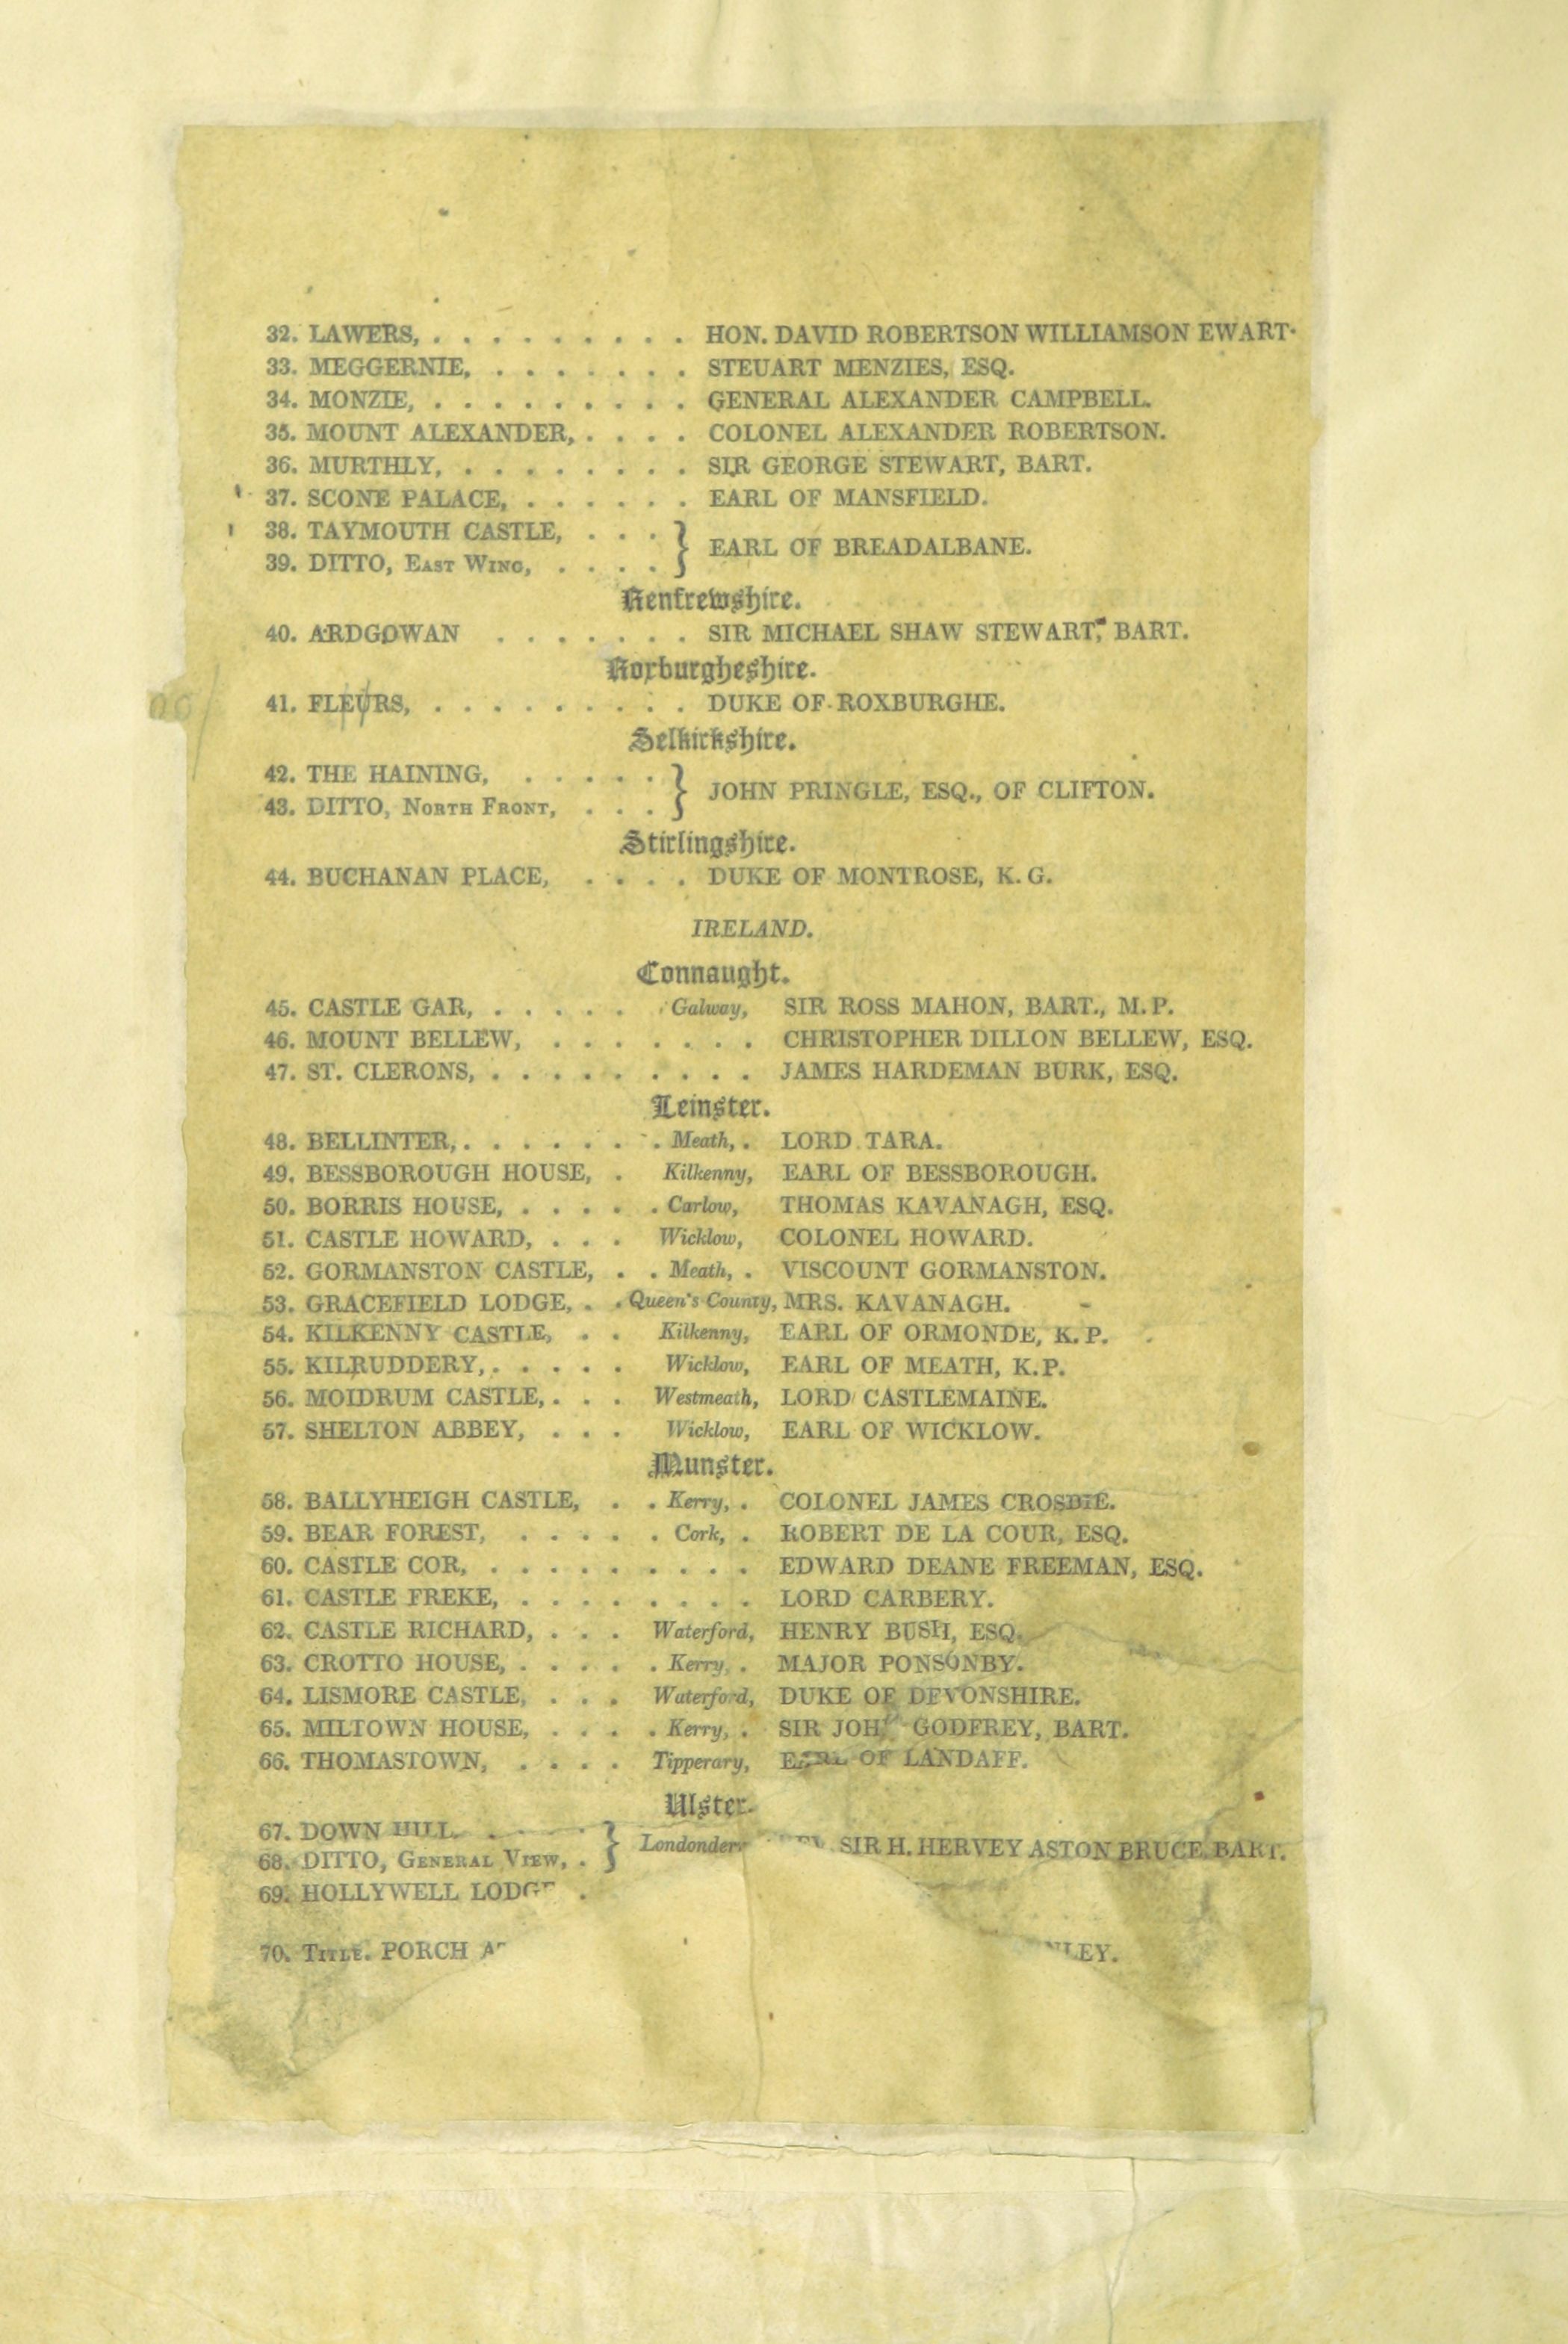 32. LAWERS, . . . . . . . . . HON. DAVID ROBERTSON WILLIAMSON EWART.
33. MEGGERNIE, . . . . . . . STEUART MENZIES, ESQ.
34. MONZIE, . . . . . . . . . GENERAL ALEXANDER CAMPBELL.
35. MOUNT ALEXANDER, . . . . COLONEL ALEXANDER ROBERTSON.
36. MURTHLY, . . . . . . . . SIR GEORGE STEWART, BART.
37. SCONE PALACE, . . . . . . EARL OF MANSFIELD.
38. TAYMOUTH CASTLE, . . .
39. DITTO, EAST WING, . . . . } EARL OF BREADALBANE.
Renfrewshire.
40. ARDGOWAN . . . . . . . SIR MICHAEL SHAW STEWART, BART.
Roxburgheshire.
41. FLEURS, . . . . . . . . . DUKE OF ROXBURGHE.
Selkirkshire.
42. THE HAINING, . . . . .
43. DITTO, NORTH FRONT, . . . } JOHN PRINGLE, ESQ., OF CLIFTON.
Stirlingshire.
44. BUCHANAN PLACE, . . . . DUKE OF MONTROSE, K. G.
IRELAND.
Connaught.
45. CASTLE GAR, . . . . . . Galway, SIR ROSS MAHON, BART., M. P.
46. MOUNT BELLEW, . . . . . . . CHRISTOPHER DILLON BELLEW, ESQ.
47. ST. CLERONS, . . . . . . . . . JAMES HARDEMAN BURK, ESQ.
Leinster.
48. BELLINTER, . . . . . . . Meath, . LORD TARA.
49. BESSBOROUGH HOUSE, . Kilkenny, EARL OF BESSBOROUGH.
50. BORRIS HOUSE, . . . . . Carlow, THOMAS KAVANAGH, ESQ.
51. CASTLE HOWARD, . . . Wicklow, COLONEL HOWARD.
52. GORMANSTON CASTLE, . . Meath, . VISCOUNT GORMANSTON.
53. GRACEFIELD LODGE, . . Queen's County, MRS. KAVANAGH.
54. KILKENNY CASTLE, . . Kilkenny, EARL OF ORMONDE, K. P.
55. KILRUDDERY, . . . . . Wicklow, EARL OF MEATH, K. P.
56. MOIDRUM CASTLE, . . . Westmeath, LORD CASTLEMAINE.
57. SHELTON ABBEY, . . . Wicklow, EARL OF WICKLOW.
Munster.
58. BALLYHEIGH CASTLE, . . Kerry, . COLONEL JAMES CROSBIE.
59. BEAR FOREST, . . . . . Cork, . ROBERT DE LA COUR, ESQ.
60. CASTLE COR, . . . . . . . . . EDWARD DEANE FREEMAN, ESQ.
61. CASTLE FREKE, . . . . . . . . LORD CARBERY.
62. CASTLE RICHARD, . . . Waterford, HENRY BUSH, ESQ.
63. CROTTO HOUSE, . . . . . Kerry, . MAJOR PONSONBY.
64. LISMORE CASTLE, . . . Waterford, DUKE OF DEVONSHIRE.
65. MILTOWN HOUSE, . . . . Kerry, . SIR JOHN GODFREY, BART.
66. THOMASTOWN, . . . . Tipperary, EARL OF LANDAFF.
Ulster.
67. DOWN HILL . . . .
68. DITTO, GENERAL VIEW, . } Londonder SIR H. HERVEY ASTON BRUCE, BART.
69. HOLLYWELL LODGE .
70. TITLE. PORCH